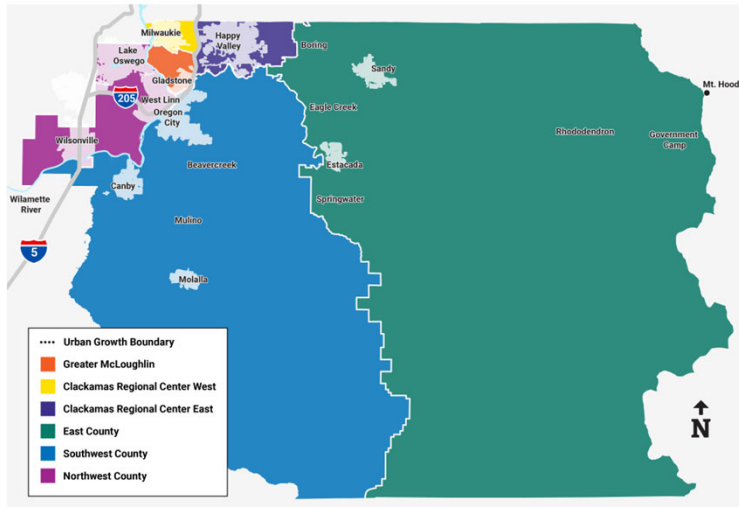 Milwaukie
Happy
Valley
Boring
Lake
Oswego
Sandy
Gladstone
Mt. Hood
205
West Linn
Oregon
City
Eagle Creek
Rhododendron
Government
Camp
Wilsonville
Beavercreek
Estacada
Canby
Wilamette
River
Springwater
Mulino
5
Molalla
Urban Growth Boundary
Greater McLoughlin
Clackamas Regional Center West
Clackamas Regional Center East
East County
Southwest County
Northwest County
N